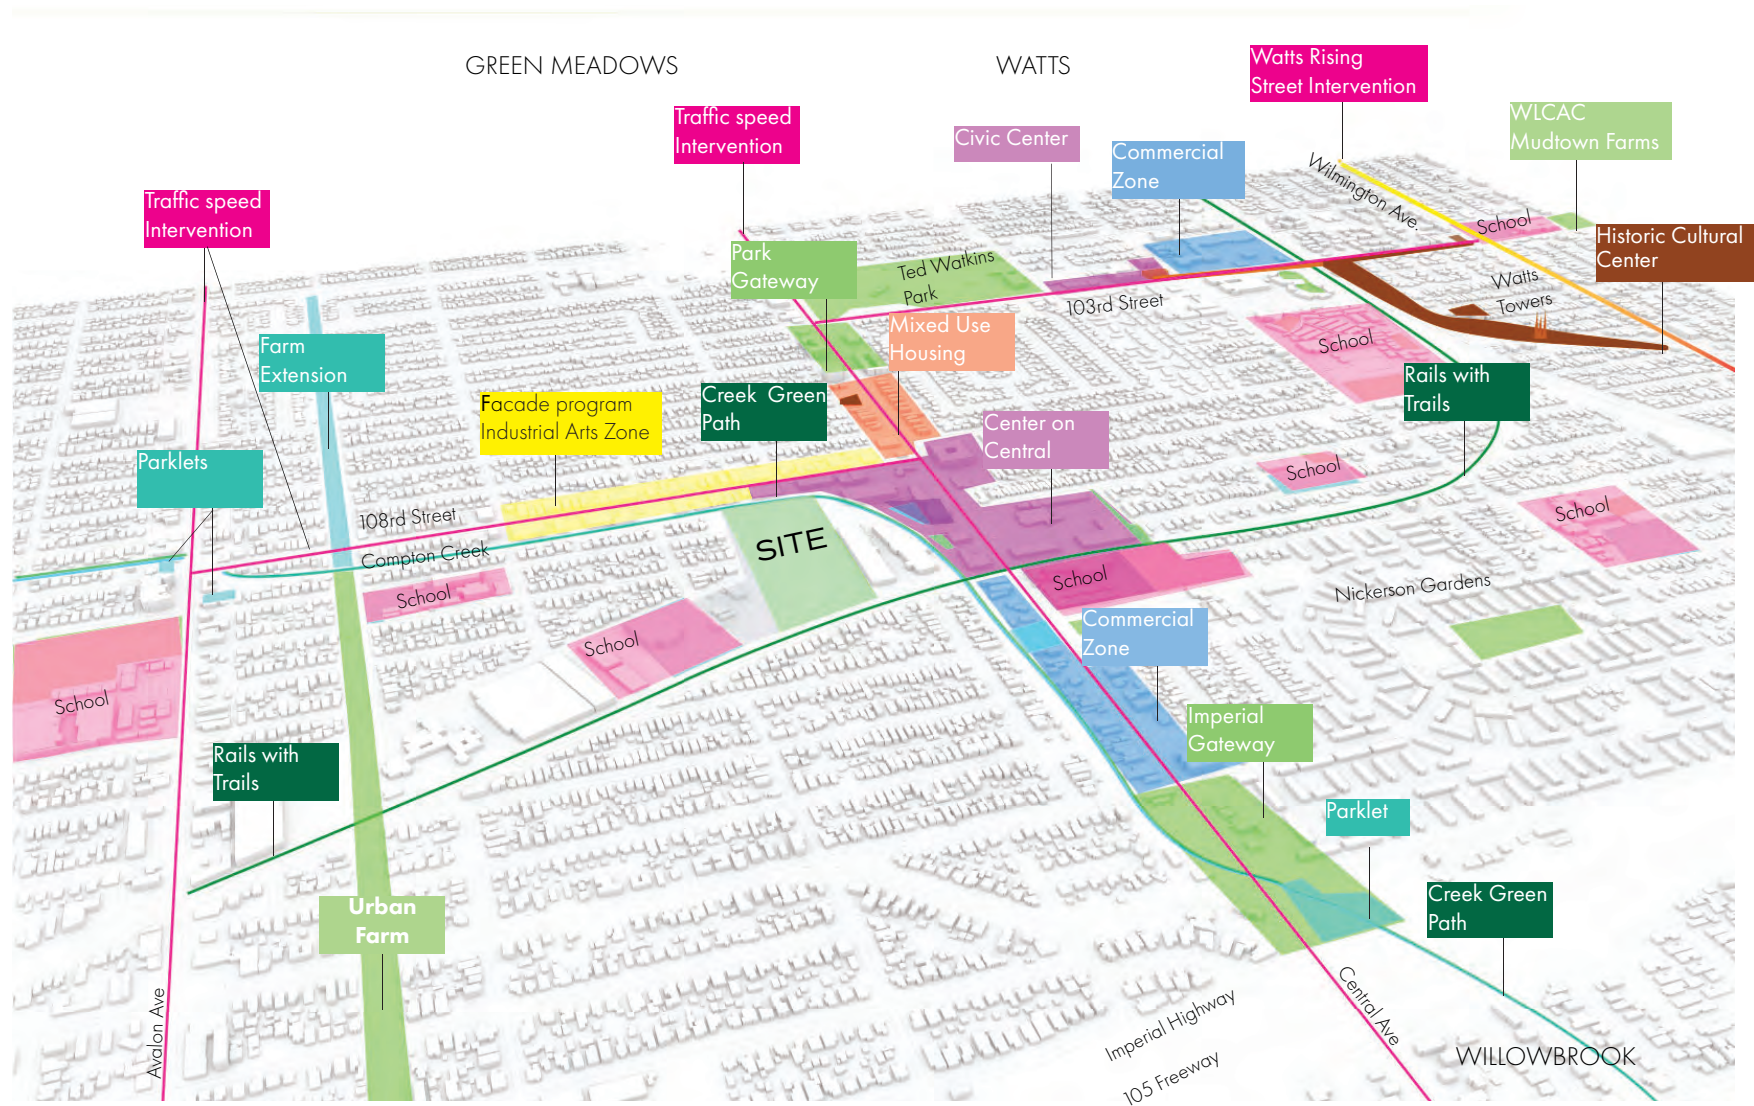 GREEN MEADOWS
WATTS
Watts Rising
Street Intervention
Traffic speed
Intervention
WLCAC
Mudtown Farms
Civic Center
Commercial
Zone
Wilmington Ave.
Traffic speed
Intervention
School
Historic Cultural
Center
Park
Gateway
Ted Watkins
Park
103rd Street
Watts
Towers
Mixed Use
Housing
School
Farm
Extension
Rails with
Trails
Creek Green
Path
Facade program
Industrial Arts Zone
Center on
Central
Parklets
School
School
108rd Street
SITE
Compton Creek
School
School
Nickerson Gardens
School
Commercial
Zone
School
Imperial
Gateway
Rails with
Trails
Parklet
Creek Green
Path
Urban
Farm
Avalon Ave
Central Ave
Imperial Highway
105 Freeway
WILLOWBROOK